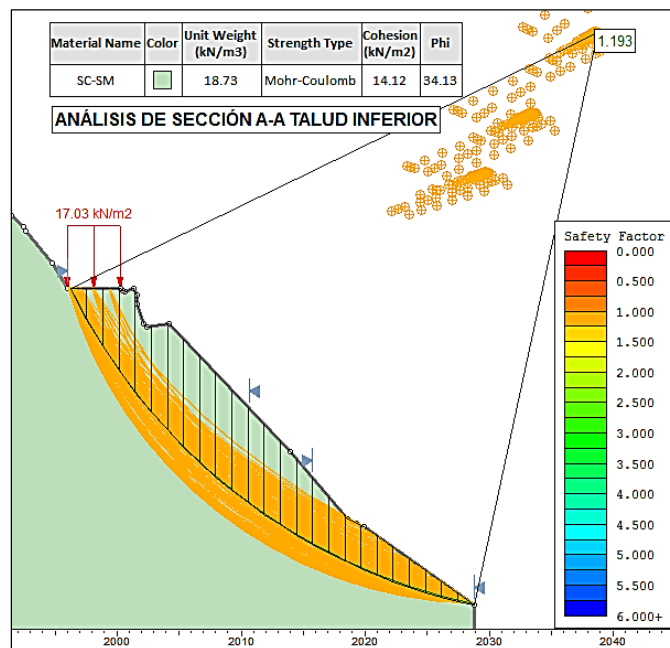 Material Name Color Unit Weight (kN/m3) Strength Type Cohesion (kN/m2) Phi
SC-SM 18.73 Mohr-Coulomb 14.12 34.13
1.193
ANÁLISIS DE SECCIÓN A-A TALUD INFERIOR
17.03 kN/m2
Safety Factor
0.000
0.500
1.000
1.500
2.000
2.500
3.000
3.500
4.000
4.500
5.000
5.500
6.000+
2000 2010 2020 2030 2040